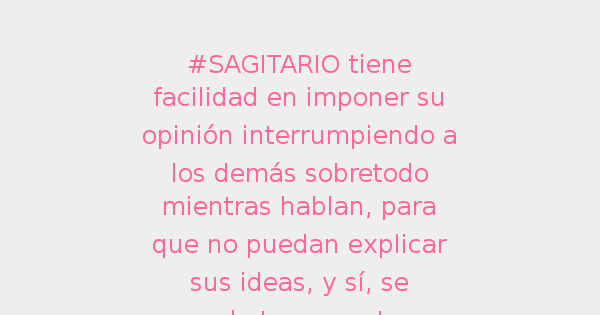 #SAGITARIO tiene
facilidad en imponer su
opinión interrumpiendo a
los demás sobretodo
mientras hablan, para
que no puedan explicar
sus ideas, y sí, se